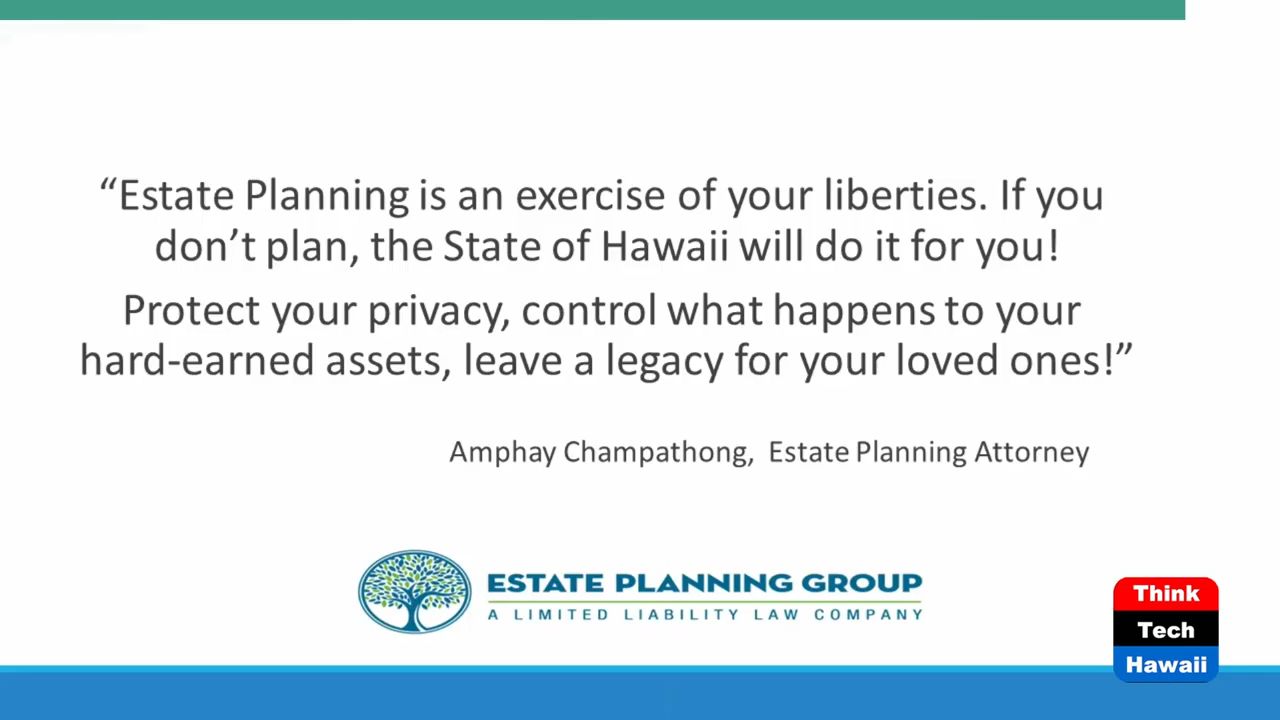 “Estate Planning is an exercise of your liberties. If you
don’t plan, the State of Hawaii will do it for you!
Protect your privacy, control what happens to your
hard-earned assets, leave a legacy for your loved ones!”
Amphay Champathong, Estate Planning Attorney
ESTATE PLANNING GROUP
A LIMITED LIABILITY LAW COMPANY
Think
Tech
Hawaii